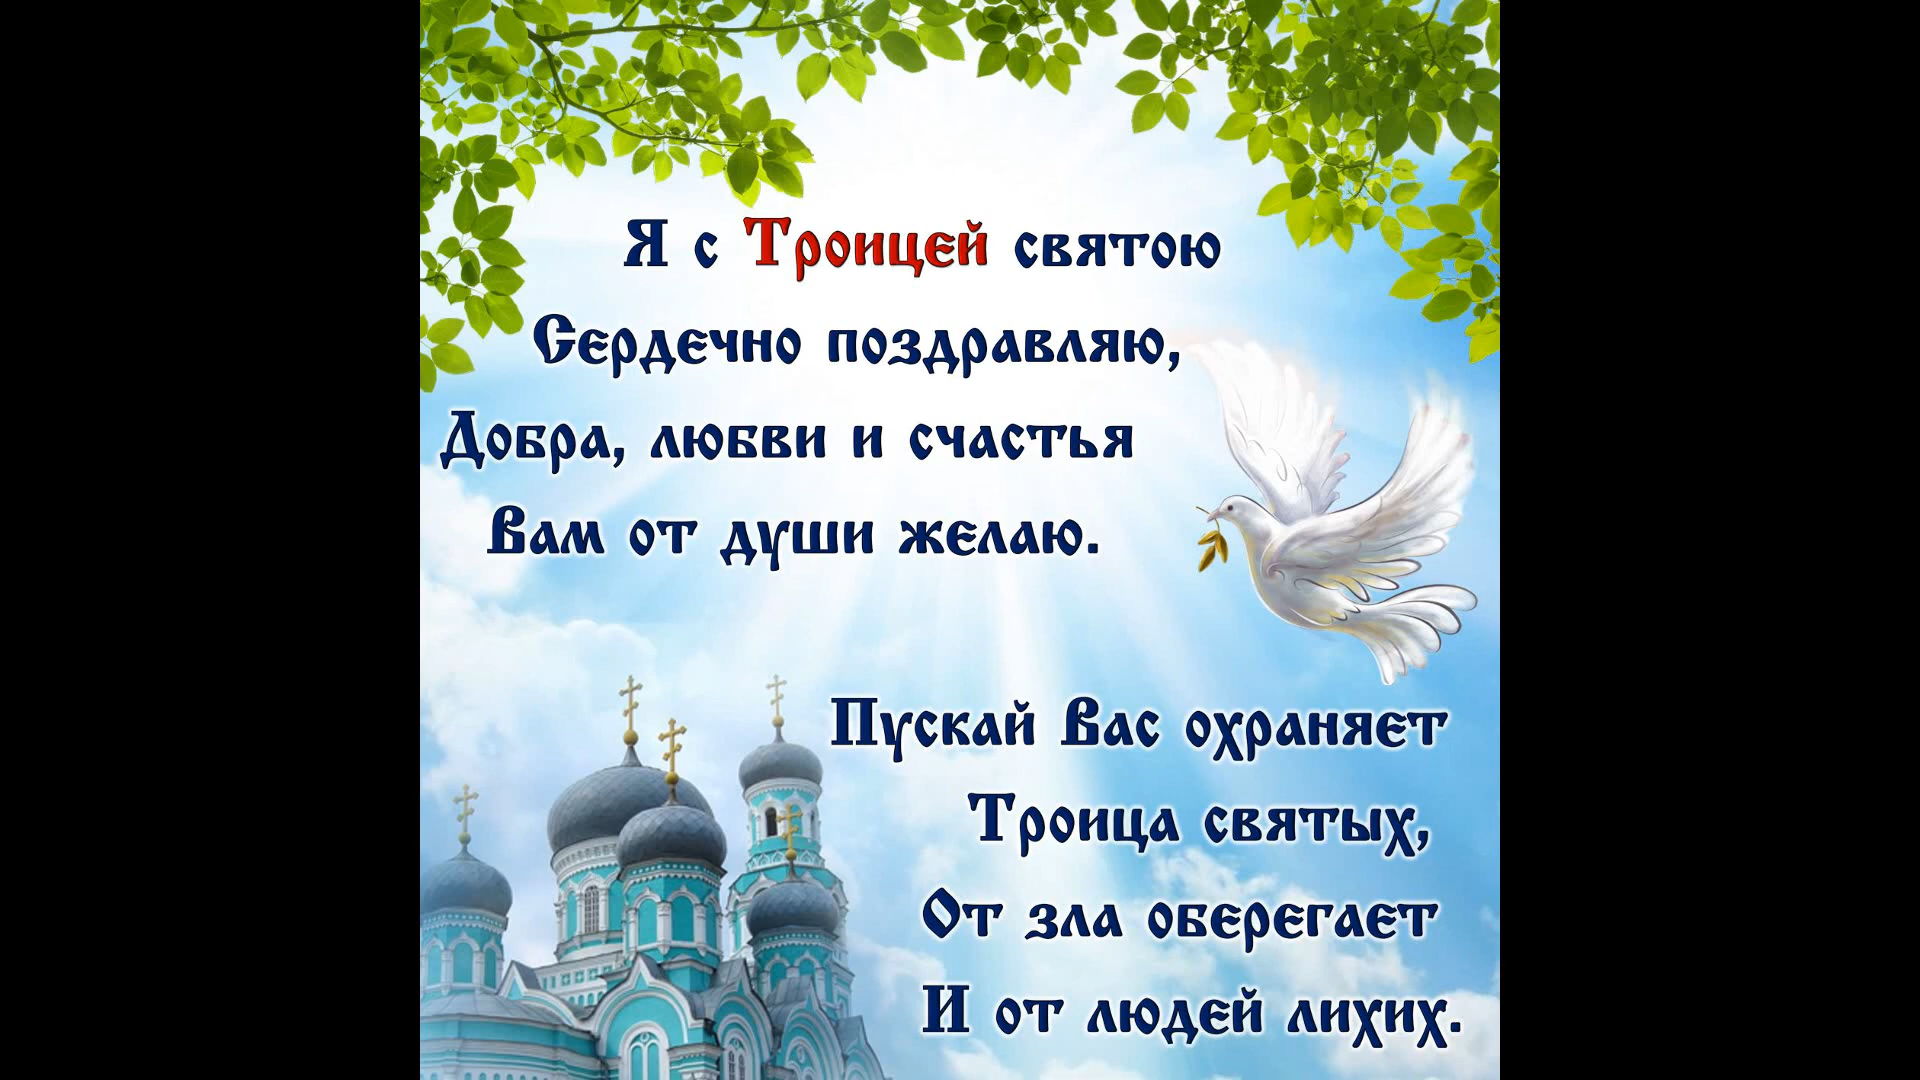 Я с Троицей святою
Сердечно поздравляю,
Добра, любви и счастья
Вам от души желаю.
Пускай Вас охраняет
Троица святых,
От зла оберегает
И от людей лихих.